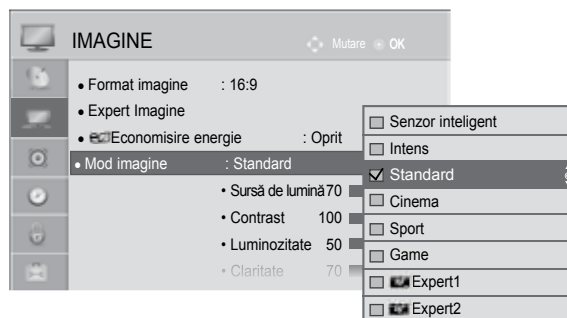 IMAGINE
Mutare OK
• Format imagine : 16:9
• Expert Imagine
• Economisire energie : Oprit
• Mod imagine : Standard
• Sursă de lumină 70
• Contrast 100
• Luminozitate 50
• Claritate 70
Senzor inteligent
Intens
Standard
Cinema
Sport
Game
Expert1
Expert2